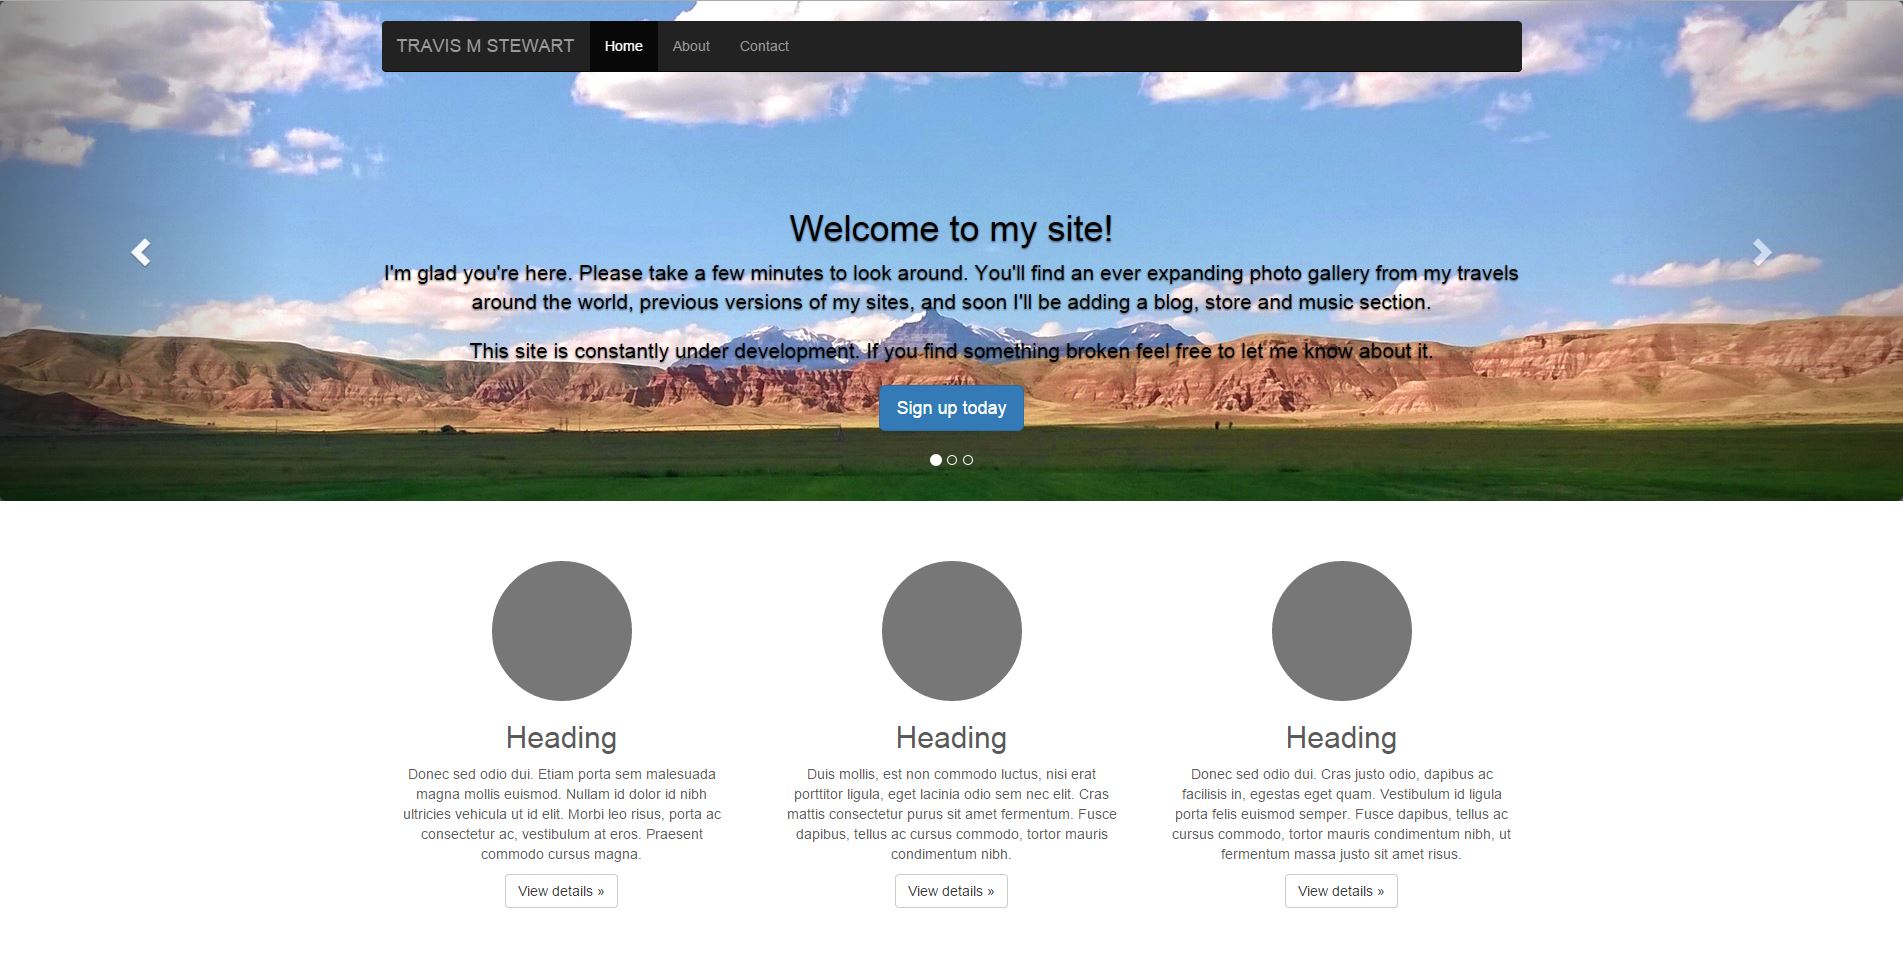 TRAVIS M STEWART Home About Contact
Welcome to my site!
I'm glad you're here. Please take a few minutes to look around. You'll find an ever expanding photo gallery from my travels
around the world, previous versions of my sites, and soon I'll be adding a blog, store and music section.
This site is constantly under development. If you find something broken feel free to let me know about it.
Sign up today
Heading
Donec sed odio dui. Etiam porta sem malesuada
magna mollis euismod. Nullam id dolor id nibh
ultricies vehicula ut id elit. Morbi leo risus, porta ac
consectetur ac, vestibulum at eros. Praesent
commodo cursus magna.
View details »
Heading
Duis mollis, est non commodo luctus, nisi erat
porttitor ligula, eget lacinia odio sem nec elit. Cras
mattis consectetur purus sit amet fermentum. Fusce
dapibus, tellus ac cursus commodo, tortor mauris
condimentum nibh.
View details »
Heading
Donec sed odio dui. Cras justo odio, dapibus ac
facilisis in, egestas eget quam. Vestibulum id ligula
porta felis euismod semper. Fusce dapibus, tellus ac
cursus commodo, tortor mauris condimentum nibh, ut
fermentum massa justo sit amet risus.
View details »